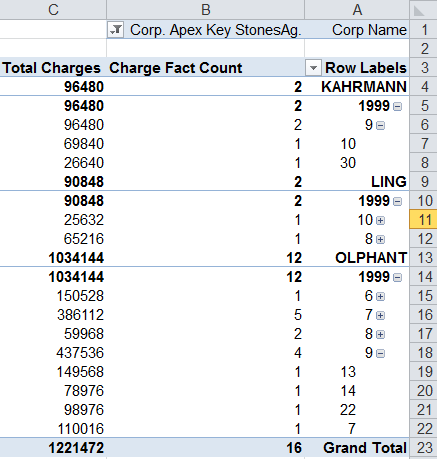 C B A
Corp. Apex Key StonesAg. Corp Name 1
2
Total Charges Charge Fact Count Row Labels 3
96480 2 KAHRMANN 4
96480 2 1999 5
96480 2 9 6
69840 1 10 7
26640 1 30 8
90848 2 LING 9
90848 2 1999 10
25632 1 10 11
65216 1 8 12
1034144 12 OLPHANT 13
1034144 12 1999 14
150528 1 6 15
386112 5 7 16
59968 2 8 17
437536 4 9 18
149568 1 13 19
78976 1 14 20
98976 1 22 21
110016 1 7 22
1221472 16 Grand Total 23